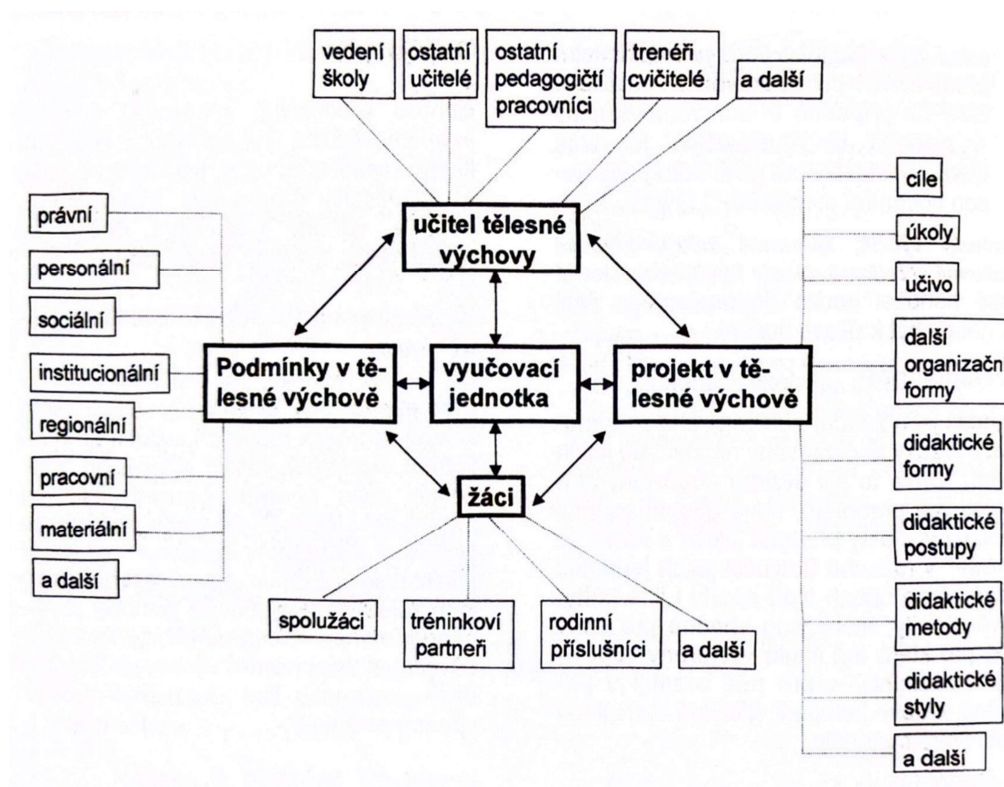 vedení
školy
ostatní
učitelé
ostatní
pedagogičtí
pracovníci
trenéři
cvičitelé
a další
učitel tělesné
výchovy
právní
personální
sociální
institucionální
regionální
pracovní
materiální
a další
Podmínky v tě-
lesné výchově
vyučovací
jednotka
projekt v tě-
lesné výchově
žáci
spolužáci
tréninkoví
partneři
rodinní
příslušníci
a další
cíle
úkoly
učivo
další
organizačn
formy
didaktické
formy
didaktické
postupy
didaktické
metody
didaktické
styly
a další